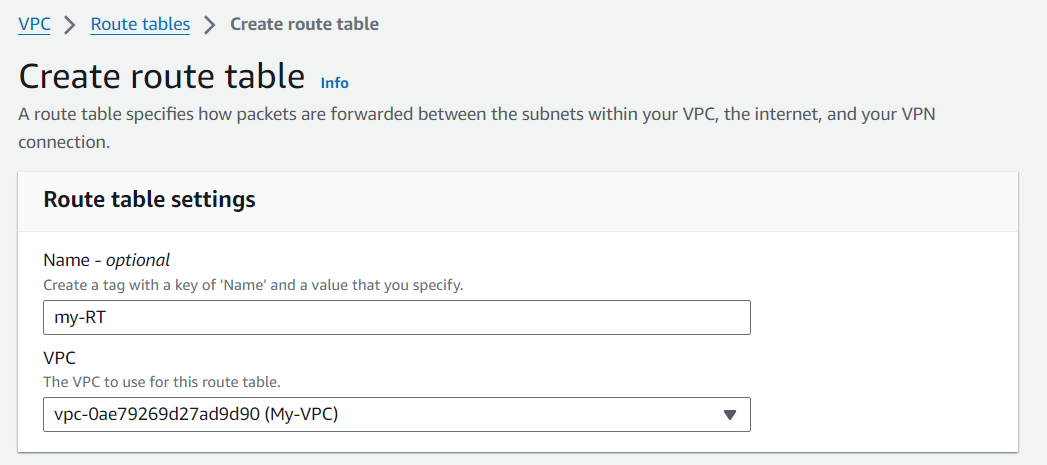 VPC > Route tables > Create route table
Create route table Info
A route table specifies how packets are forwarded between the subnets within your VPC, the internet, and your VPN
connection.
Route table settings
Name - optional
Create a tag with a key of 'Name' and a value that you specify.
my-RT
VPC
The VPC to use for this route table.
vpc-0ae79269d27ad9d90 (My-VPC)